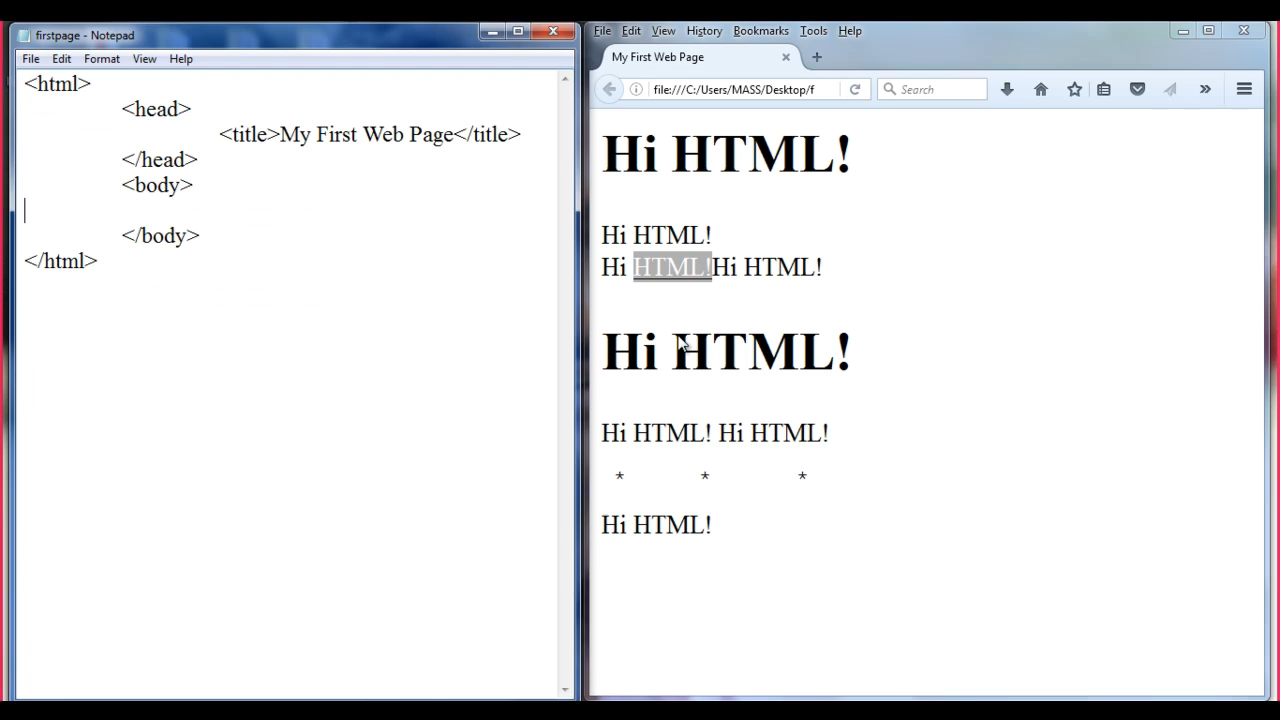 firstpage - Notepad
File Edit Format View Help
<html>
<head>
<title>My First Web Page</title>
</head>
<body>
</body>
</html>
File Edit View History Bookmarks Tools Help
My First Web Page
file:///C:/Users/MASS/Desktop/f
Search
Hi HTML!
Hi HTML!
Hi HTML!Hi HTML!
Hi HTML!
Hi HTML! Hi HTML!
* * *
Hi HTML!